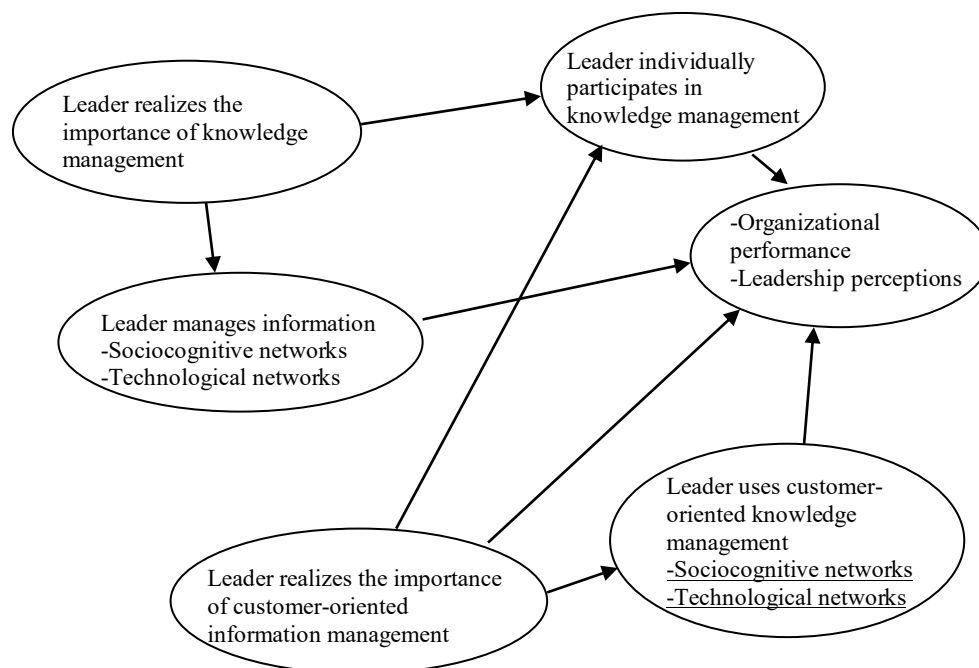 Leader individually
participates in
knowledge management
Leader realizes the
importance of knowledge
management
-Organizational
performance
-Leadership perceptions
Leader manages information
-Sociocognitive networks
-Technological networks
Leader uses customer-
oriented knowledge
management
-Sociocognitive networks
-Technological networks
Leader realizes the importance
of customer-oriented
information management